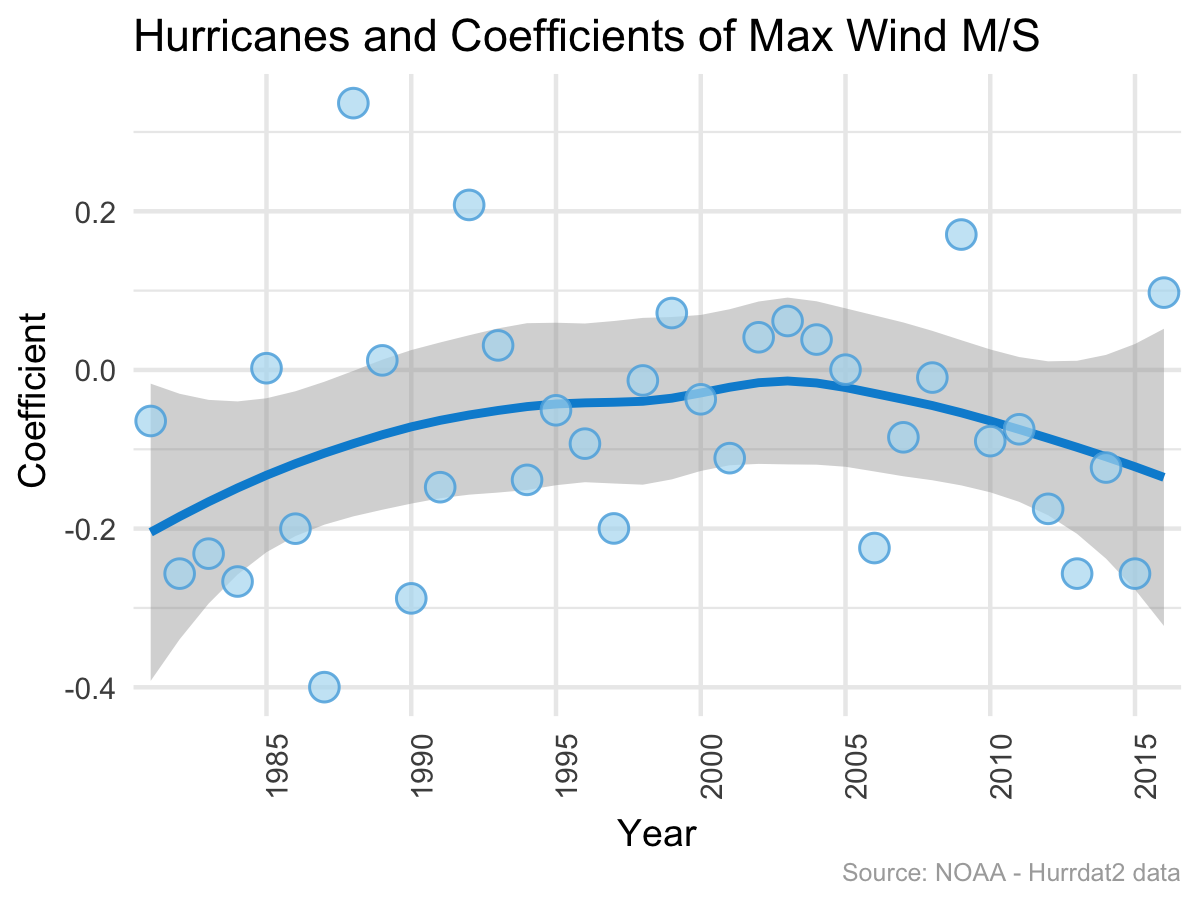 Hurricanes and Coefficients of Max Wind M/S
Coefficient
0.2
0.0
-0.2
-0.4
1985
1990
1995
2000
2005
2010
2015
Year
Source: NOAA - Hurrdat2 data